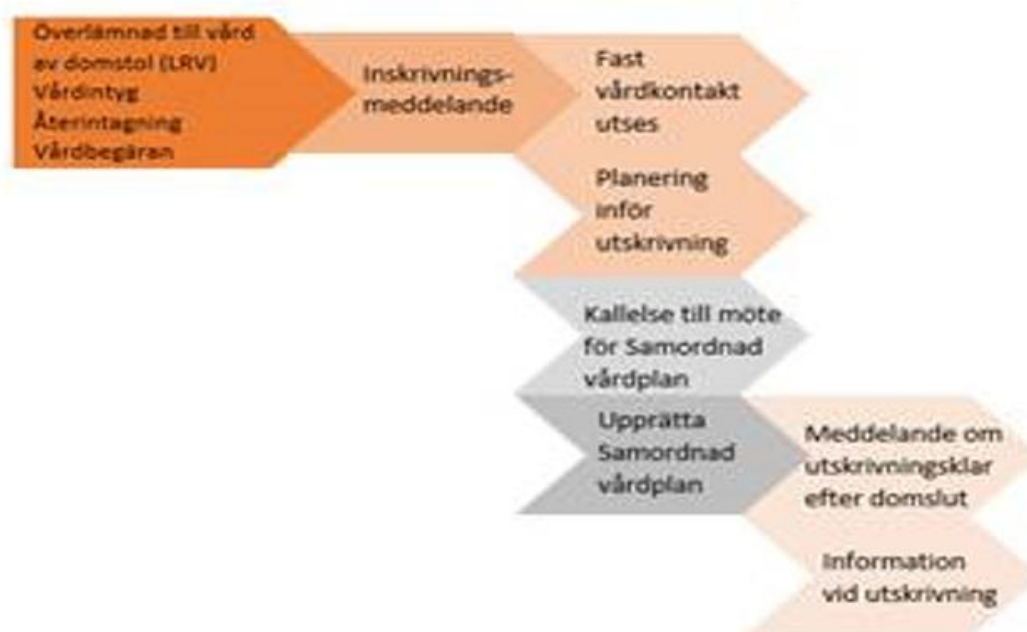 Överlämnad till vård
av domstol (LRV)
Vårdintyg
Återintagning
Vårdbegäran
Inskrivnings-
meddelande
Fast
vårdkontakt
utses
Planering
inför
utskrivning
Kallelse till möte
för Samordnad
vårdplan
Upprätta
Samordnad
vårdplan
Meddelande om
utskrivningsklar
efter domslut
Information
vid utskrivning